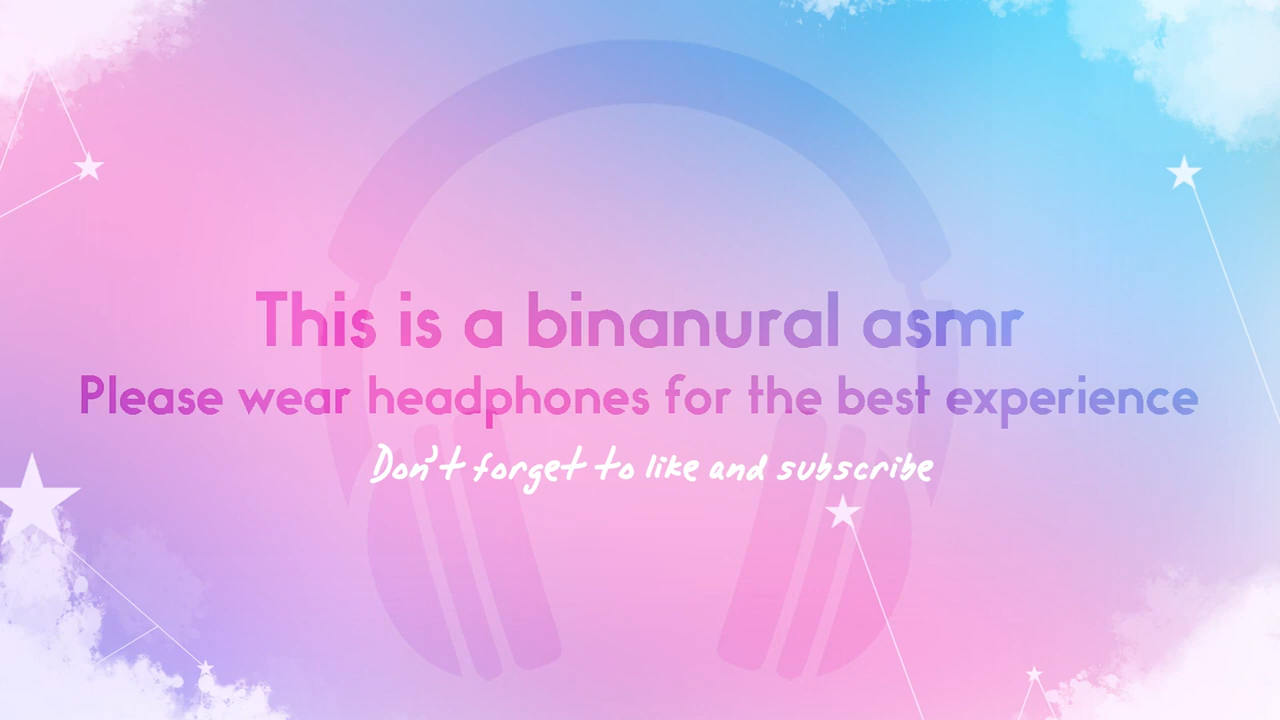 This is a binanural asmr
Please wear headphones for the best experience
Don't forget to like and subscribe